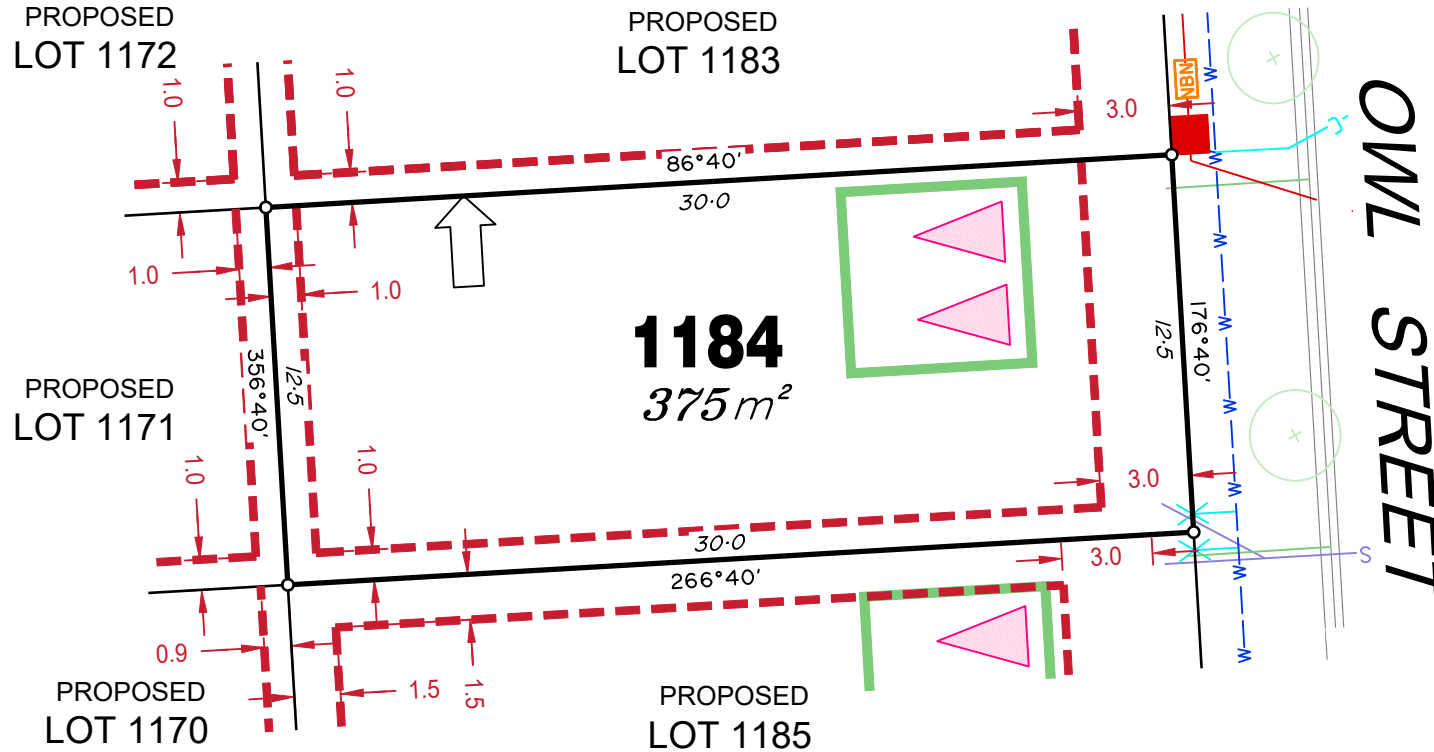 PROPOSED
LOT 1172
PROPOSED
LOT 1183
1.0
1.0
3.0
NBN
W
J
OWL STREET
86°40'
30·0
W
1.0
1.0
W
1184
375 m²
356°40'
12·5
12·5
176°40'
W
PROPOSED
LOT 1171
W
1.0
1.0
3.0
W
30·0
266°40'
3.0
S
W
0.9
1.5
1.5
W
PROPOSED
LOT 1170
PROPOSED
LOT 1185